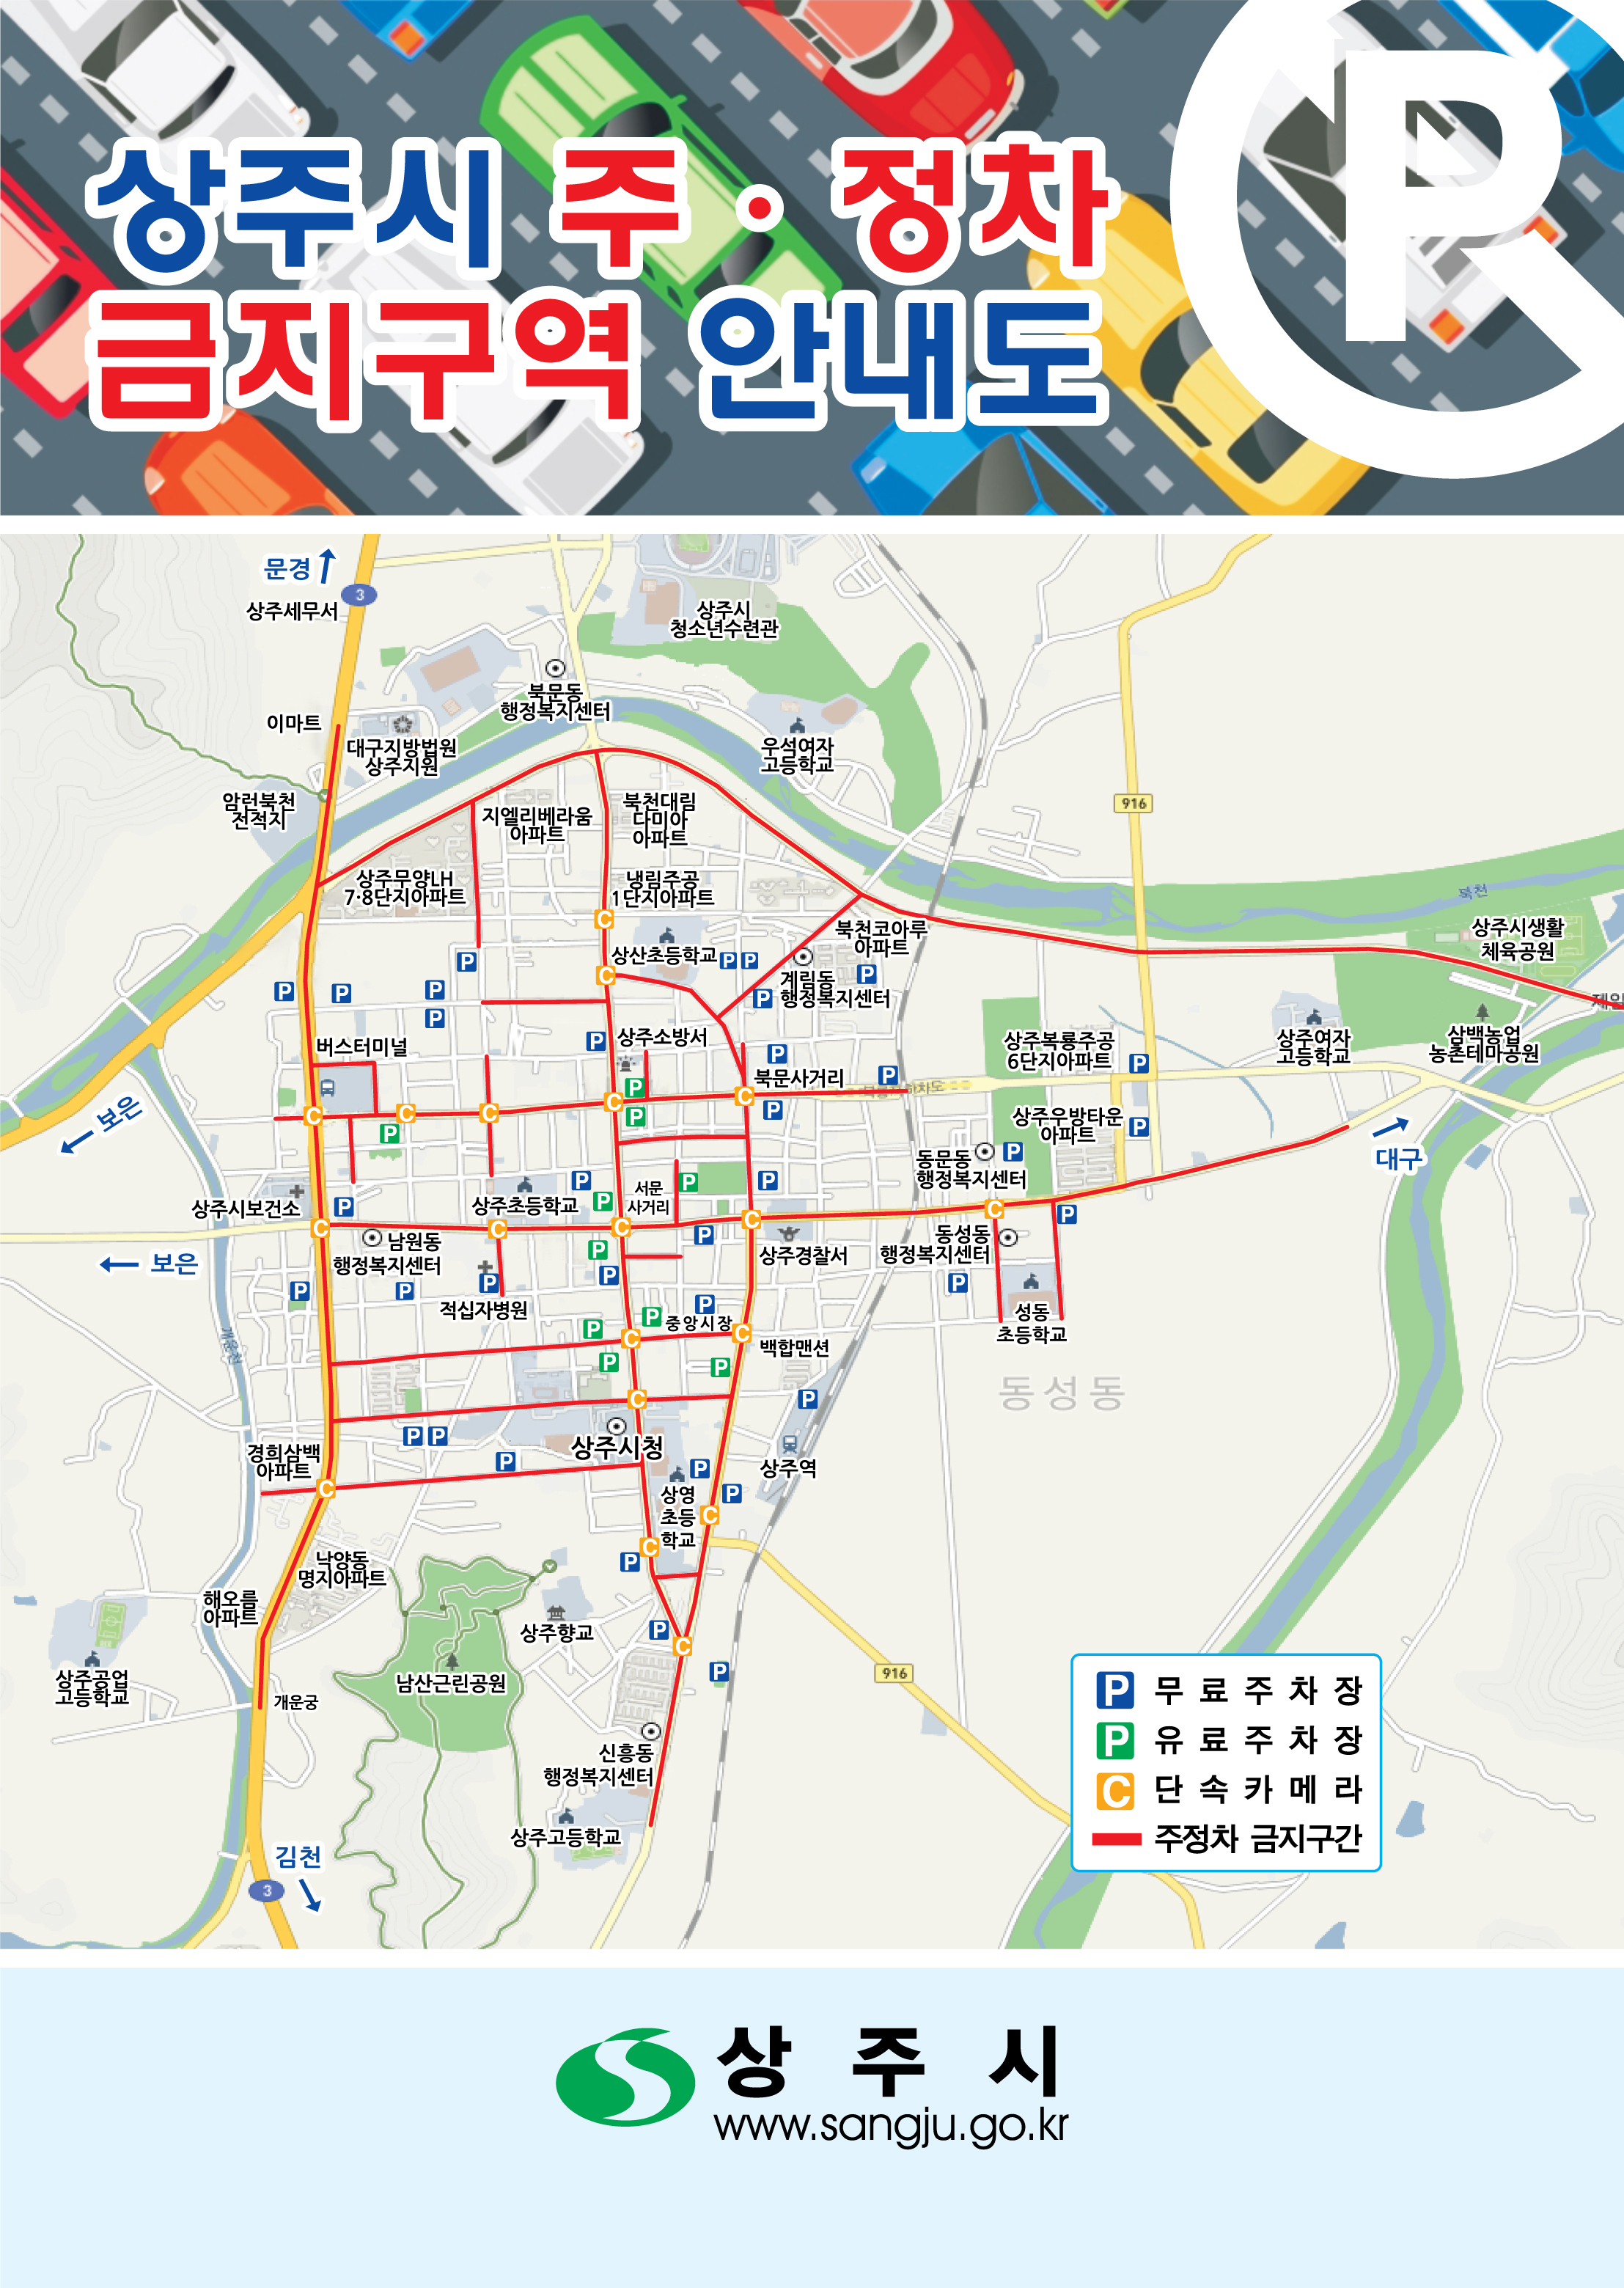 상주시 주·정차
금지구역 안내도
P
문경
3
상주세무서
상주시
청소년수련관
북문동
행정복지센터
이마트
대구지방법원
상주지원
우석여자
고등학교
암런북천
전적지
916
지엘리베라움
아파트
북천대림
다미아
아파트
상주무양LH
7·8단지아파트
냉림주공
1단지아파트
북천
C
북천코아루
아파트
상주시생활
체육공원
상산초등학교
P P
계림동
행정복지센터
제일
버스터미널
상주소방서
상주복룡주공
6단지아파트
상주여자
고등학교
삼백농업
농촌테마공원
북문사거리
보은
상주우방타운
아파트
대구
동문동
행정복지센터
상주시보건소
상주초등학교
서문
사거리
남원동
행정복지센터
상주경찰서
동성동
행정복지센터
보은
적십자병원
중앙시장
성동
초등학교
개운천
백합맨션
동성동
경희삼백
아파트
상주시청
상주역
상영
초등
학교
낙양동
명지아파트
해오름
아파트
상주향교
상주공업
고등학교
남산근린공원
916
개운궁
신흥동
행정복지센터
상주고등학교
김천
3
P 무료주차장
P 유료주차장
C 단속카메라
주정차 금지구간
상주시
www.sangju.go.kr